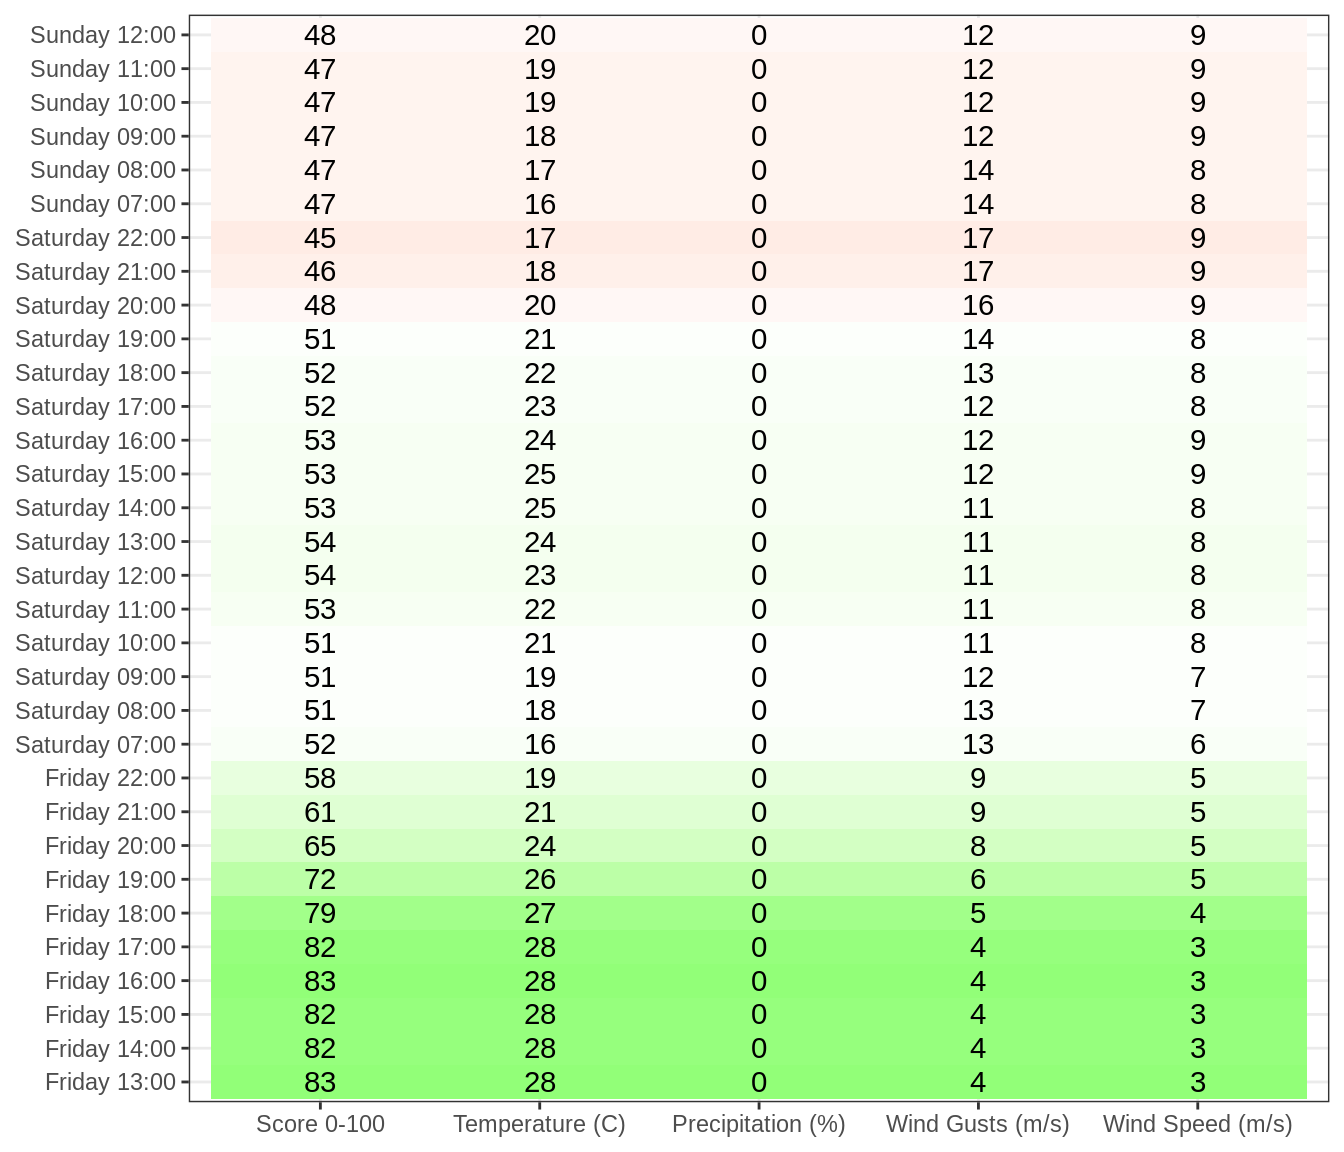 Sunday 12:00 48 20 0 12 9
Sunday 11:00 47 19 0 12 9
Sunday 10:00 47 19 0 12 9
Sunday 09:00 47 18 0 12 9
Sunday 08:00 47 17 0 14 8
Sunday 07:00 47 16 0 14 8
Saturday 22:00 45 17 0 17 9
Saturday 21:00 46 18 0 17 9
Saturday 20:00 48 20 0 16 9
Saturday 19:00 51 21 0 14 8
Saturday 18:00 52 22 0 13 8
Saturday 17:00 52 23 0 12 8
Saturday 16:00 53 24 0 12 9
Saturday 15:00 53 25 0 12 9
Saturday 14:00 53 25 0 11 8
Saturday 13:00 54 24 0 11 8
Saturday 12:00 54 23 0 11 8
Saturday 11:00 53 22 0 11 8
Saturday 10:00 51 21 0 11 8
Saturday 09:00 51 19 0 12 7
Saturday 08:00 51 18 0 13 7
Saturday 07:00 52 16 0 13 6
Friday 22:00 58 19 0 9 5
Friday 21:00 61 21 0 9 5
Friday 20:00 65 24 0 8 5
Friday 19:00 72 26 0 6 5
Friday 18:00 79 27 0 5 4
Friday 17:00 82 28 0 4 3
Friday 16:00 83 28 0 4 3
Friday 15:00 82 28 0 4 3
Friday 14:00 82 28 0 4 3
Friday 13:00 83 28 0 4 3
Score 0-100 Temperature (C) Precipitation (%) Wind Gusts (m/s) Wind Speed (m/s)